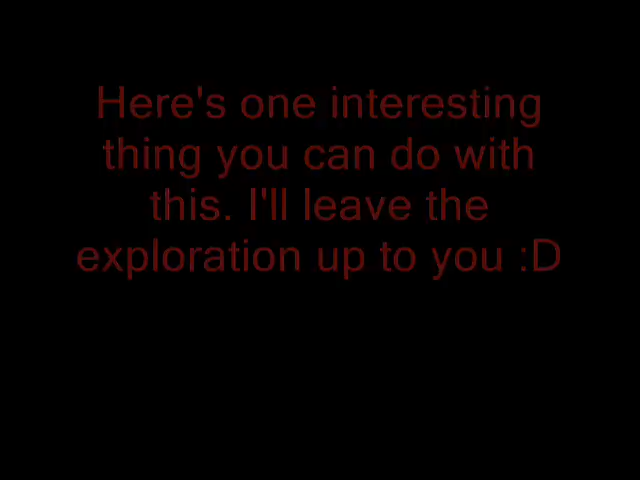 Here's one interesting
thing you can do with
this. I'll leave the
exploration up to you :D